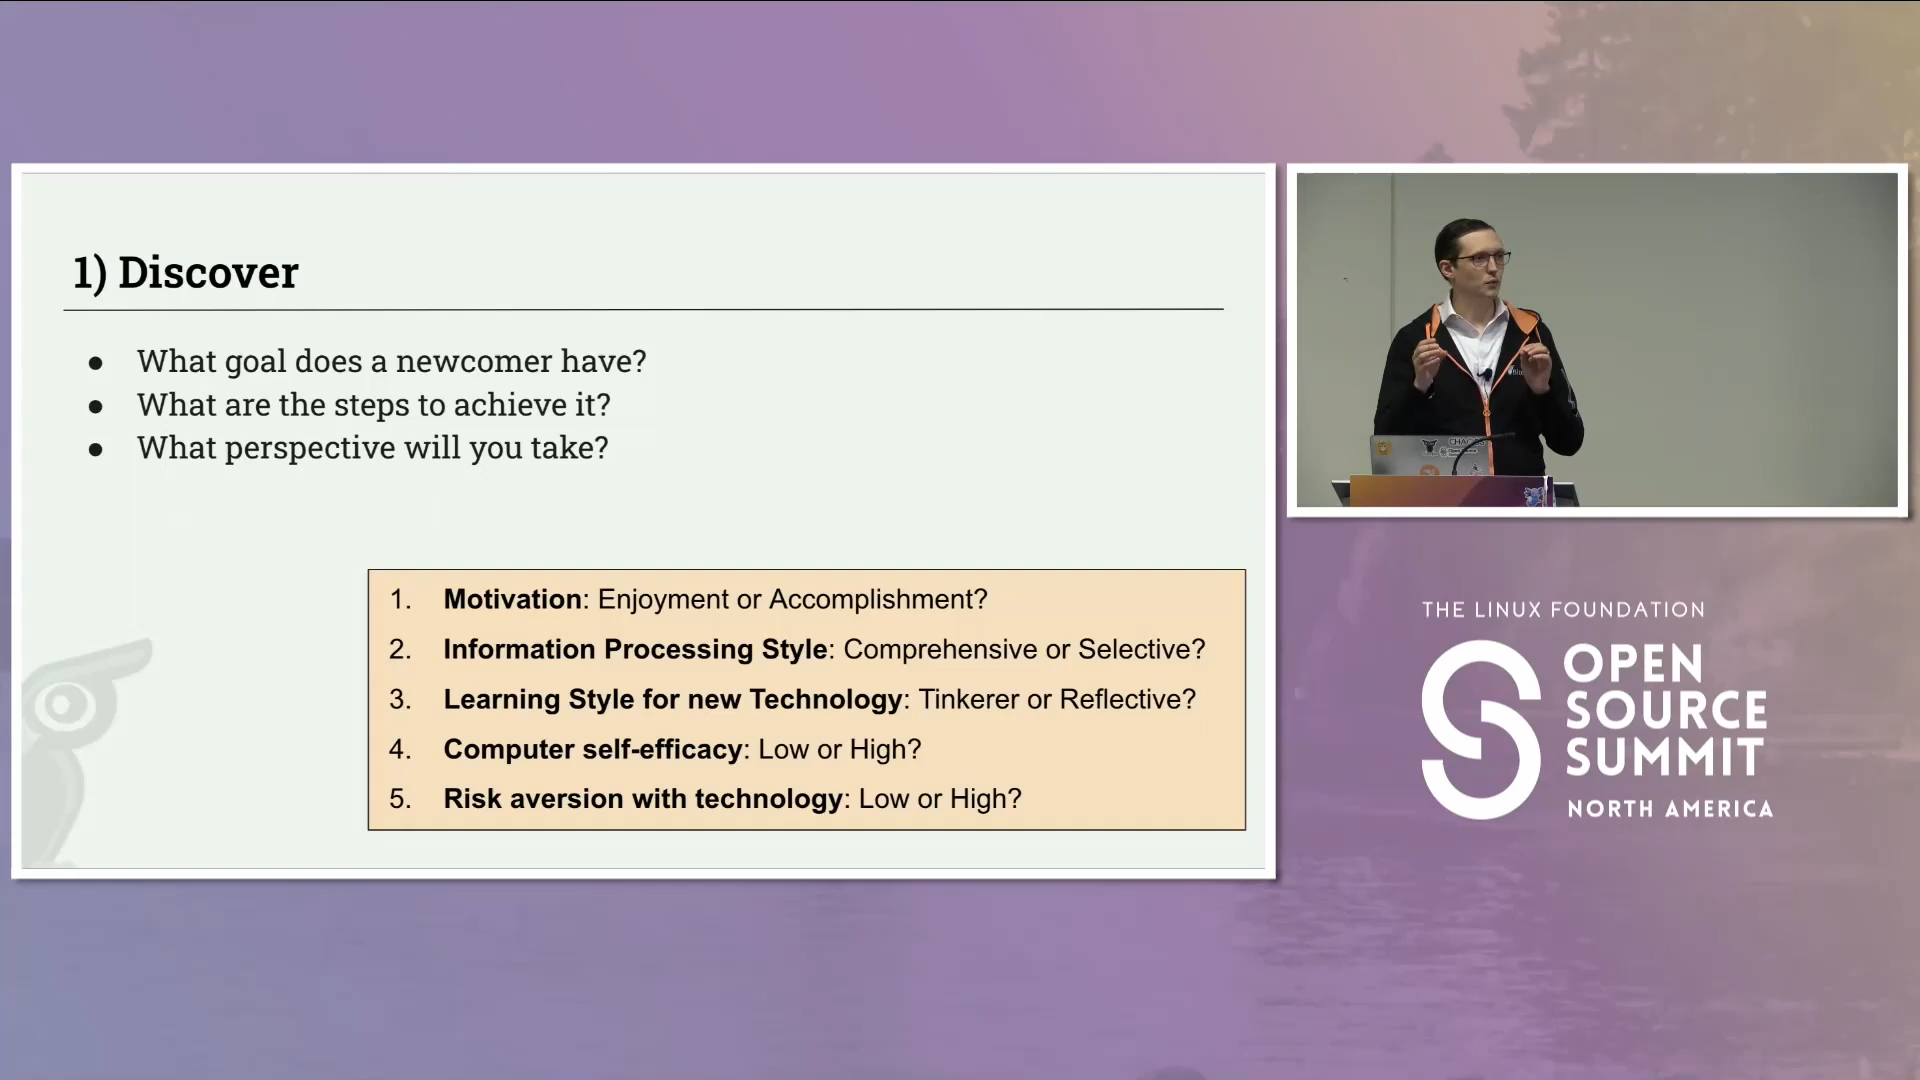 1) Discover
● What goal does a newcomer have?
● What are the steps to achieve it?
● What perspective will you take?
1. Motivation: Enjoyment or Accomplishment?
2. Information Processing Style: Comprehensive or Selective?
3. Learning Style for new Technology: Tinkerer or Reflective?
4. Computer self-efficacy: Low or High?
5. Risk aversion with technology: Low or High?
THE LINUX FOUNDATION
OPEN
SOURCE
SUMMIT
NORTH AMERICA